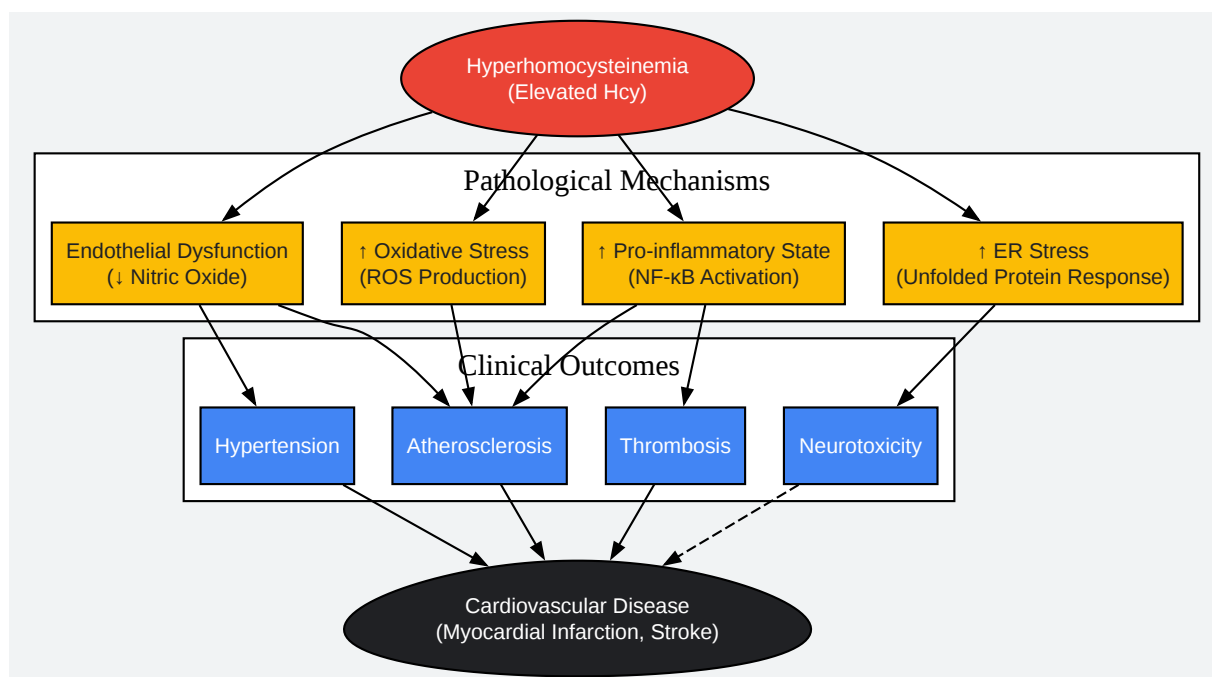 Hyperhomocysteinemia
(Elevated Hcy)
Pathological Mechanisms
Endothelial Dysfunction
(↓ Nitric Oxide)
↑ Oxidative Stress
(ROS Production)
↑ Pro-inflammatory State
(NF-κB Activation)
↑ ER Stress
(Unfolded Protein Response)
Clinical Outcomes
Hypertension
Atherosclerosis
Thrombosis
Neurotoxicity
Cardiovascular Disease
(Myocardial Infarction, Stroke)